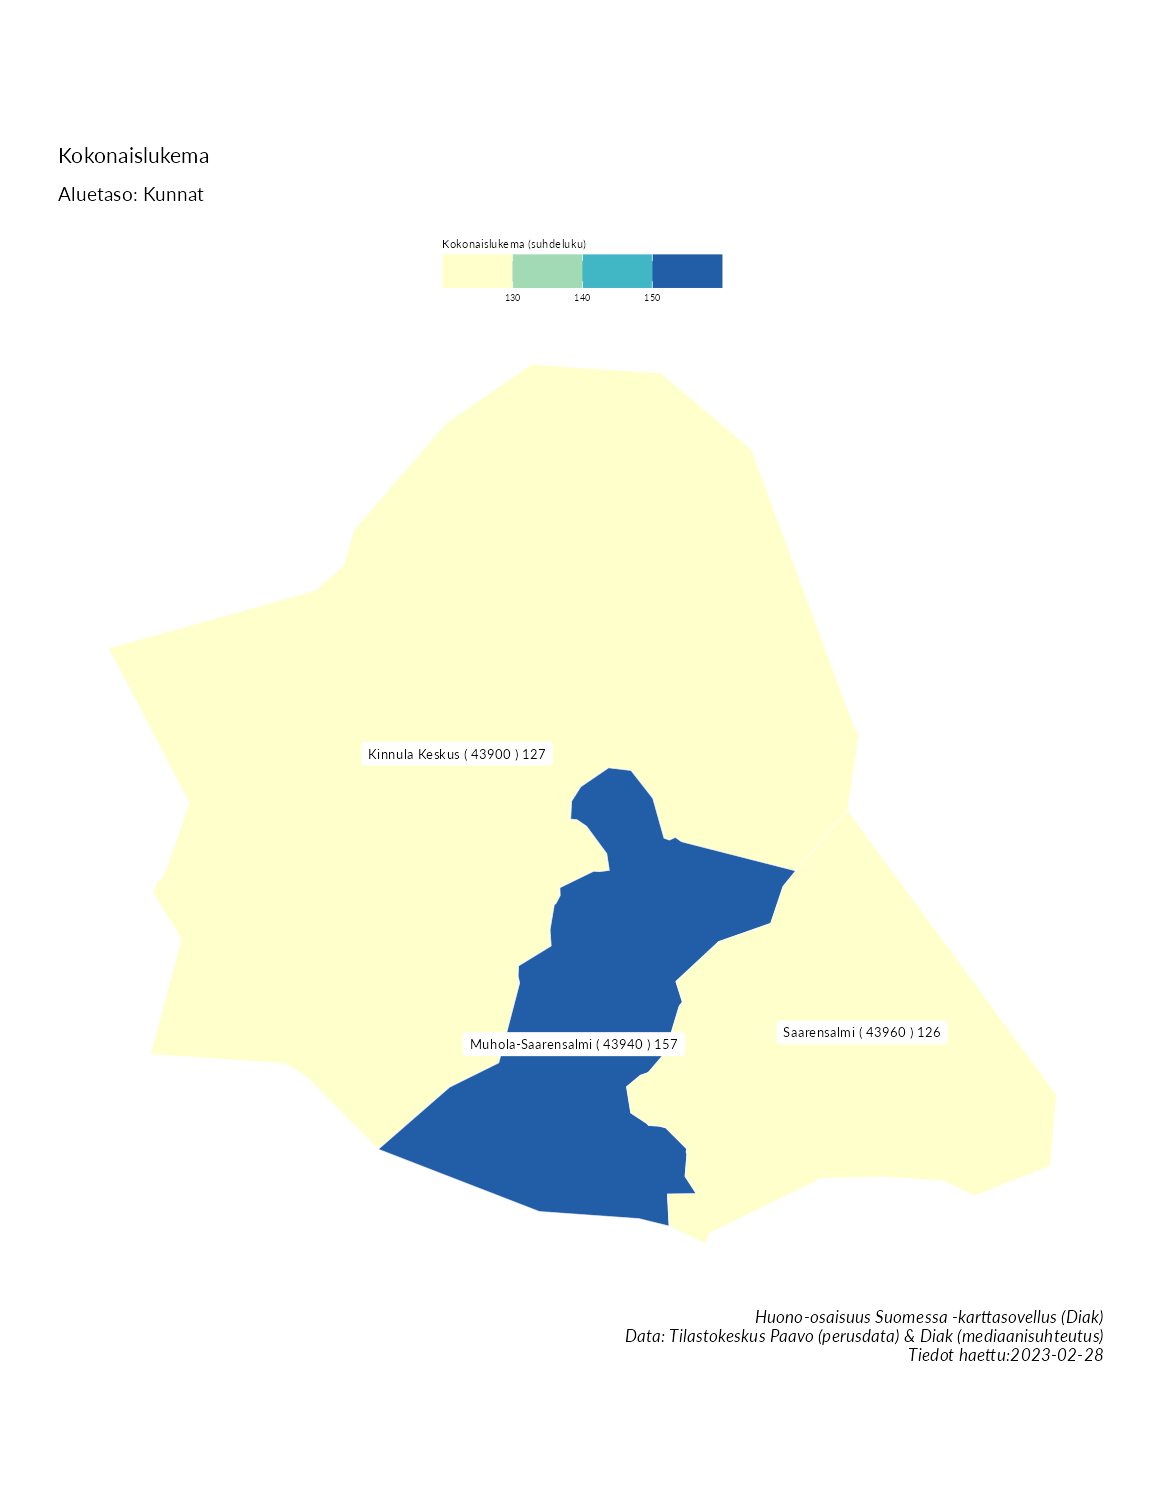 Kokonaislukema
Aluetaso: Kunnat
Kokonaislukema (suhdeluku)
130 140 150
Kinnula Keskus ( 43900 ) 127
Saarensalmi ( 43960 ) 126
Muhola-Saarensalmi ( 43940 ) 157
Huono-osaisuus Suomessa -karttasovellus (Diak)
Data: Tilastokeskus Paavo (perusdata) & Diak (mediaanisuhteutus)
Tiedot haettu:2023-02-28